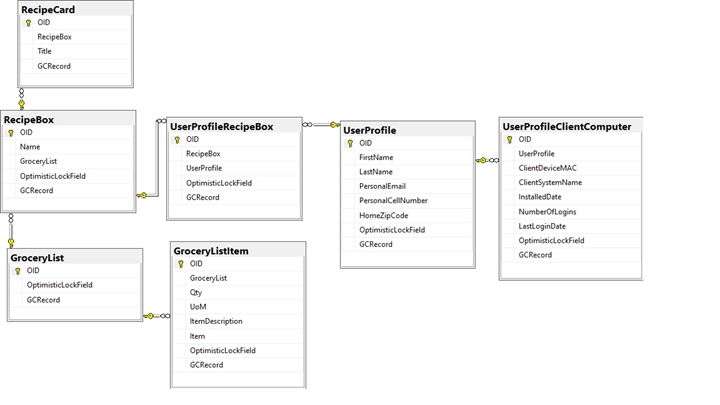 RecipeCard
OID
RecipeBox
Title
GCRecord
RecipeBox
OID
Name
GroceryList
OptimisticLockField
GCRecord
UserProfileRecipeBox
OID
RecipeBox
UserProfile
OptimisticLockField
GCRecord
UserProfile
OID
FirstName
LastName
PersonalEmail
PersonalCellNumber
HomeZipCode
OptimisticLockField
GCRecord
UserProfileClientComputer
OID
UserProfile
ClientDeviceMAC
ClientSystemName
InstalledDate
NumberOfLogins
LastLoginDate
OptimisticLockField
GCRecord
GroceryList
OID
OptimisticLockField
GCRecord
GroceryListItem
OID
GroceryList
Qty
UoM
ItemDescription
Item
OptimisticLockField
GCRecord